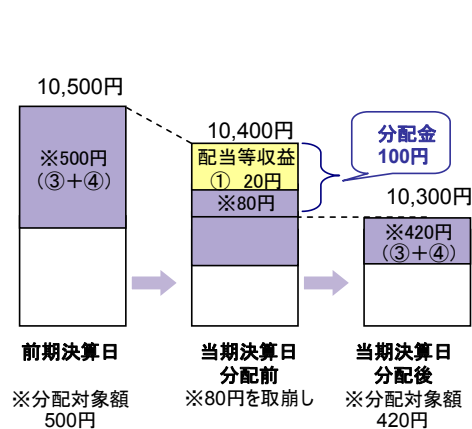 10,500円
※500円
(③+④)
10,400円
配当等収益
① 20円
※80円
分配金
100円
10,300円
※420円
(③+④)
前期決算日
※分配対象額
500円
当期決算日
分配前
※80円を取崩し
当期決算日
分配後
※分配対象額
420円